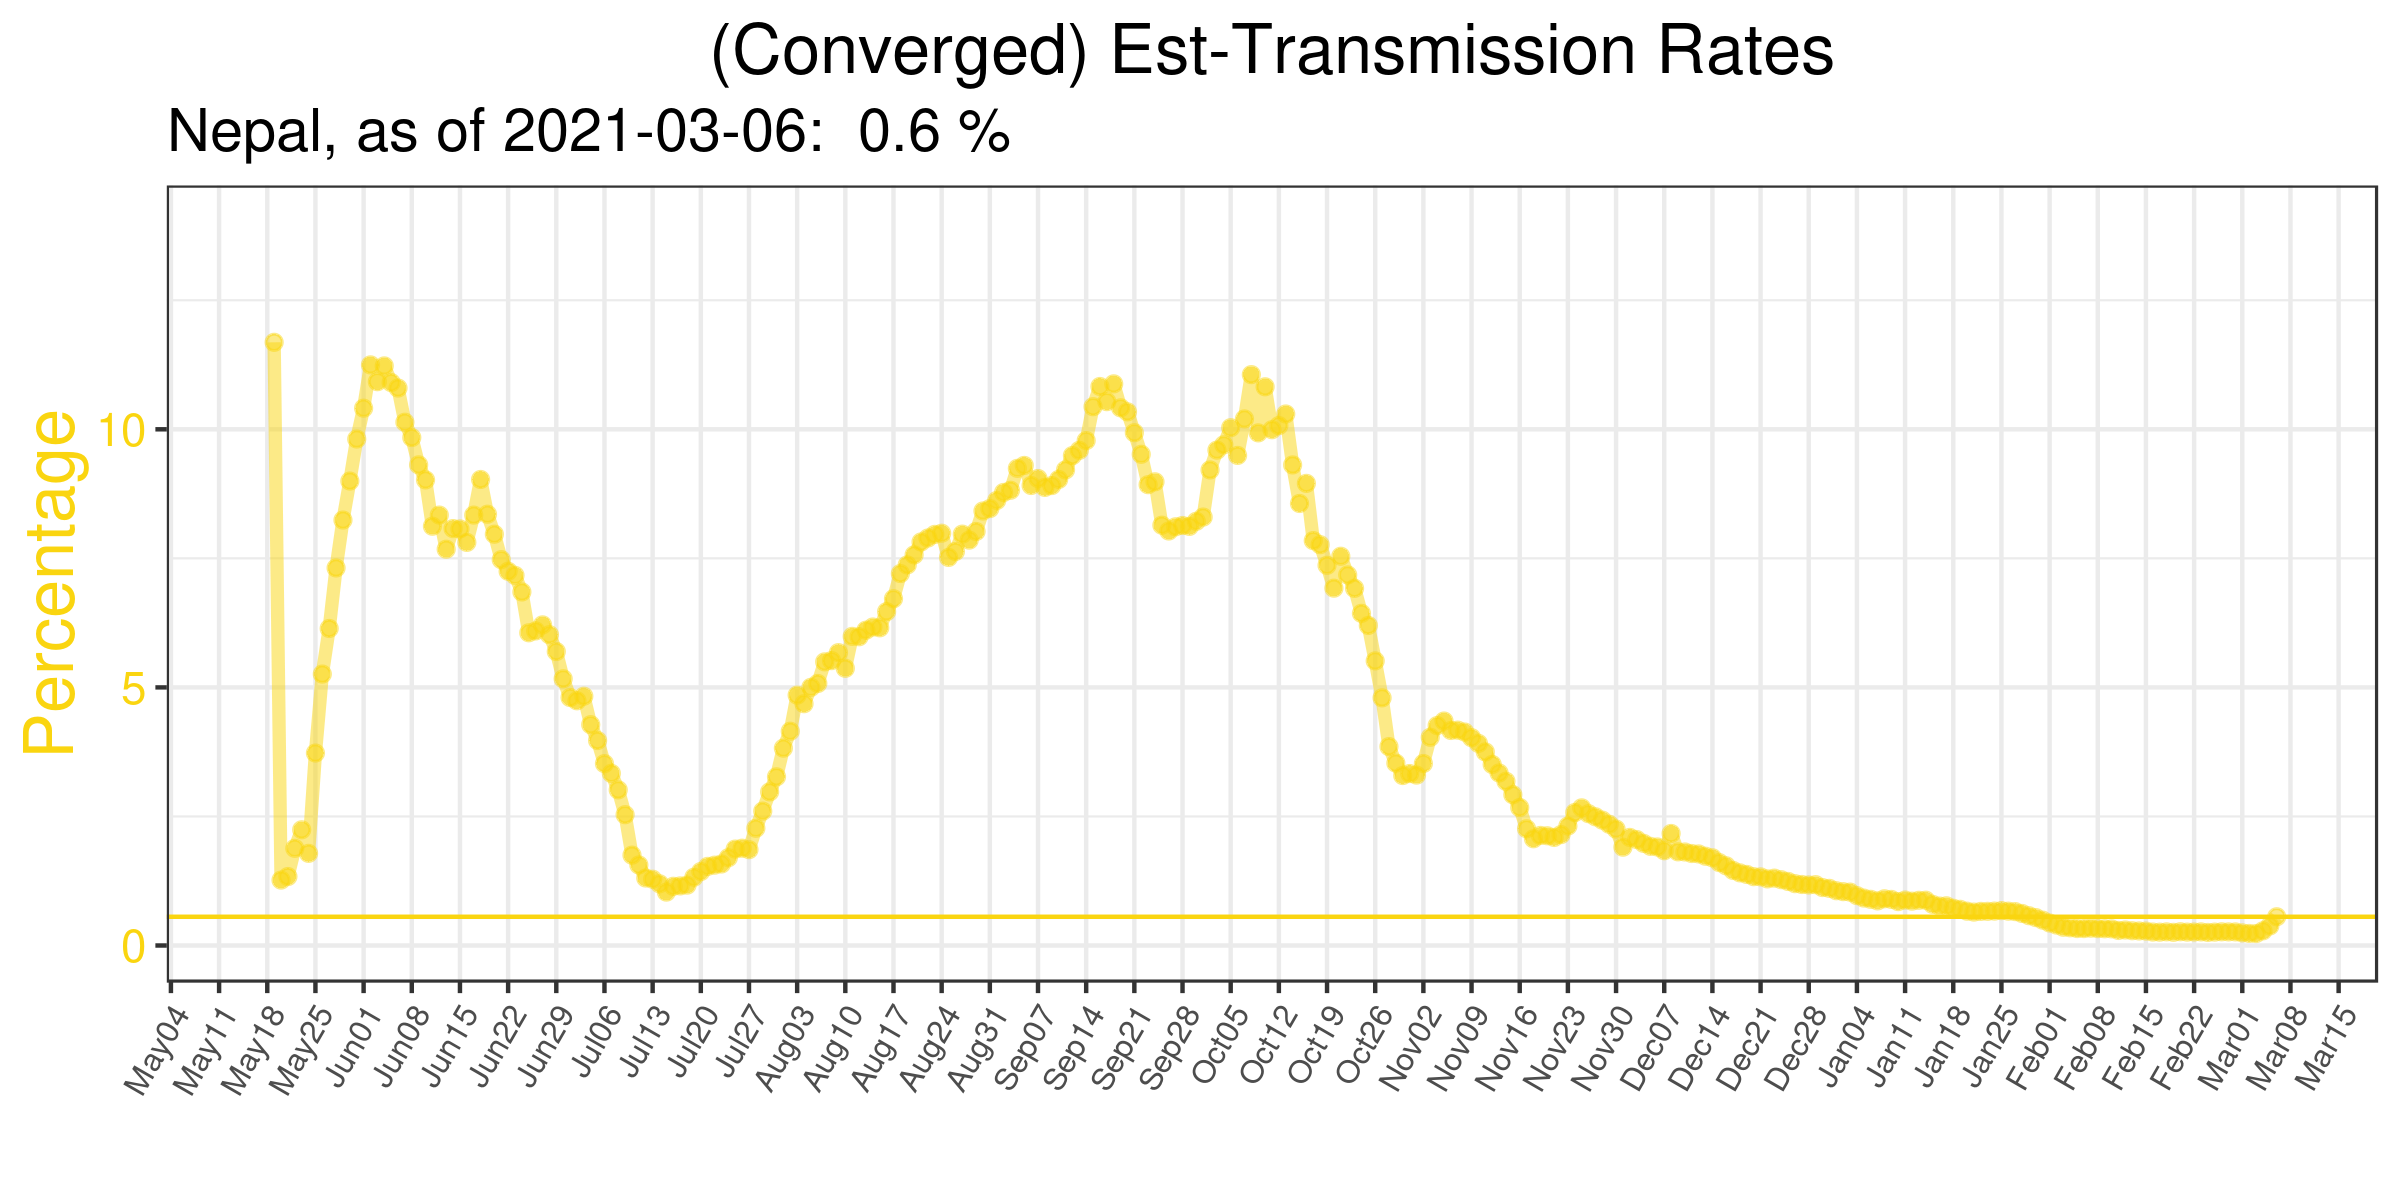 (Converged) Est-Transmission Rates
Nepal, as of 2021-03-06:  0.6 %
Percentage
10
5
0
May04 May11 May18 May25 Jun01 Jun08 Jun15 Jun22 Jun29 Jul06 Jul13 Jul20 Jul27 Aug03 Aug10 Aug17 Aug24 Aug31 Sep07 Sep14 Sep21 Sep28 Oct05 Oct12 Oct19 Oct26 Nov02 Nov09 Nov16 Nov23 Nov30 Dec07 Dec14 Dec21 Dec28 Jan04 Jan11 Jan18 Jan25 Feb01 Feb08 Feb15 Feb22 Mar01 Mar08 Mar15